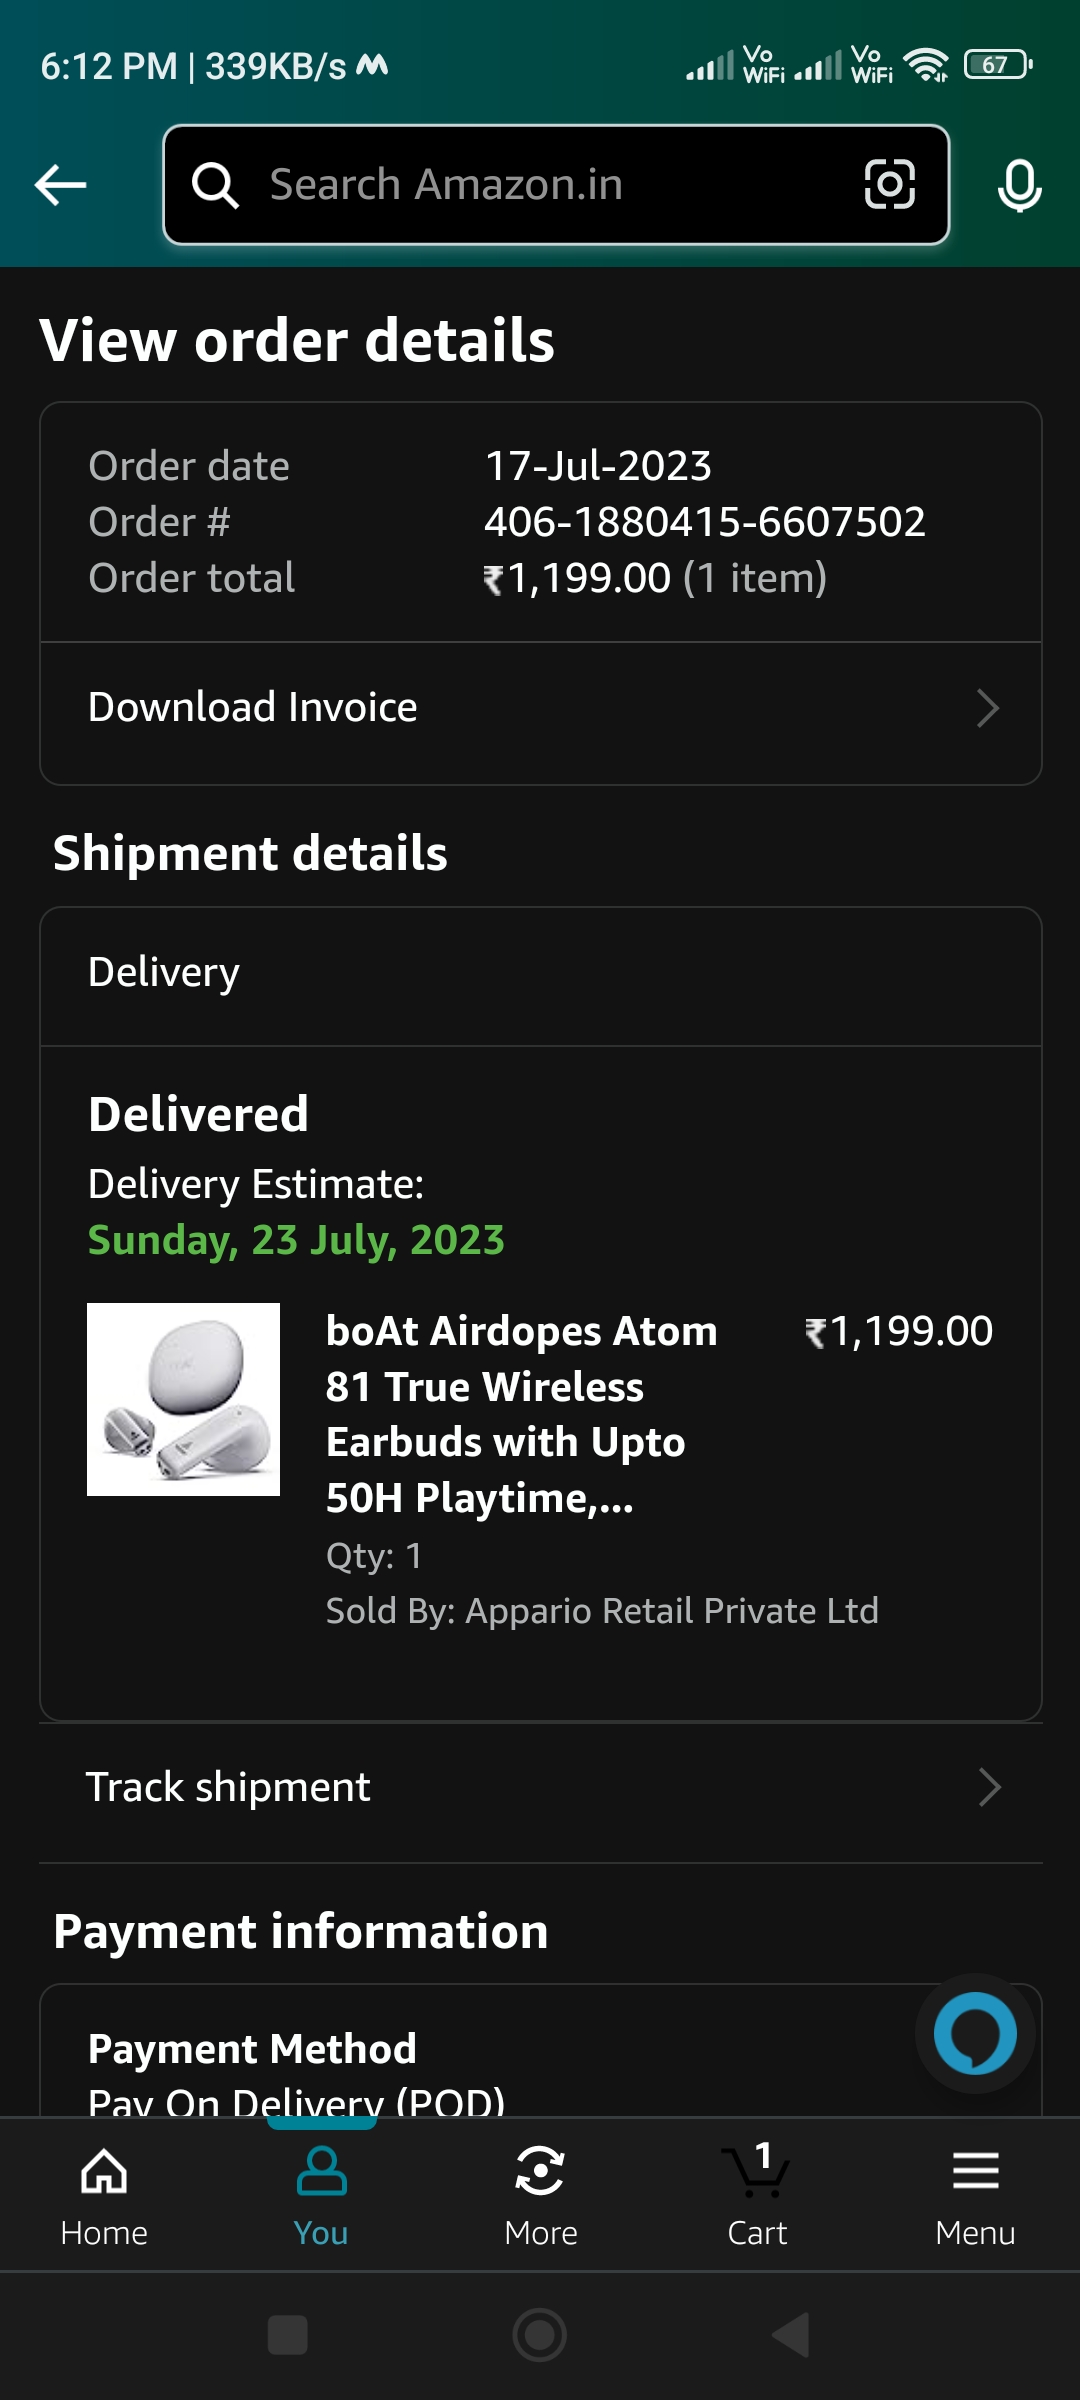 6:12 PM | 339KB/s
Vo WiFi Vo WiFi 67
Search Amazon.in
View order details
Order date 17-Jul-2023
Order # 406-1880415-6607502
Order total ₹1,199.00 (1 item)
Download Invoice
Shipment details
Delivery
Delivered
Delivery Estimate:
Sunday, 23 July, 2023
boAt Airdopes Atom ₹1,199.00
81 True Wireless
Earbuds with Upto
50H Playtime,...
Qty: 1
Sold By: Appario Retail Private Ltd
Track shipment
Payment information
Payment Method
Pay On Delivery (POD)
1
Home You More Cart Menu